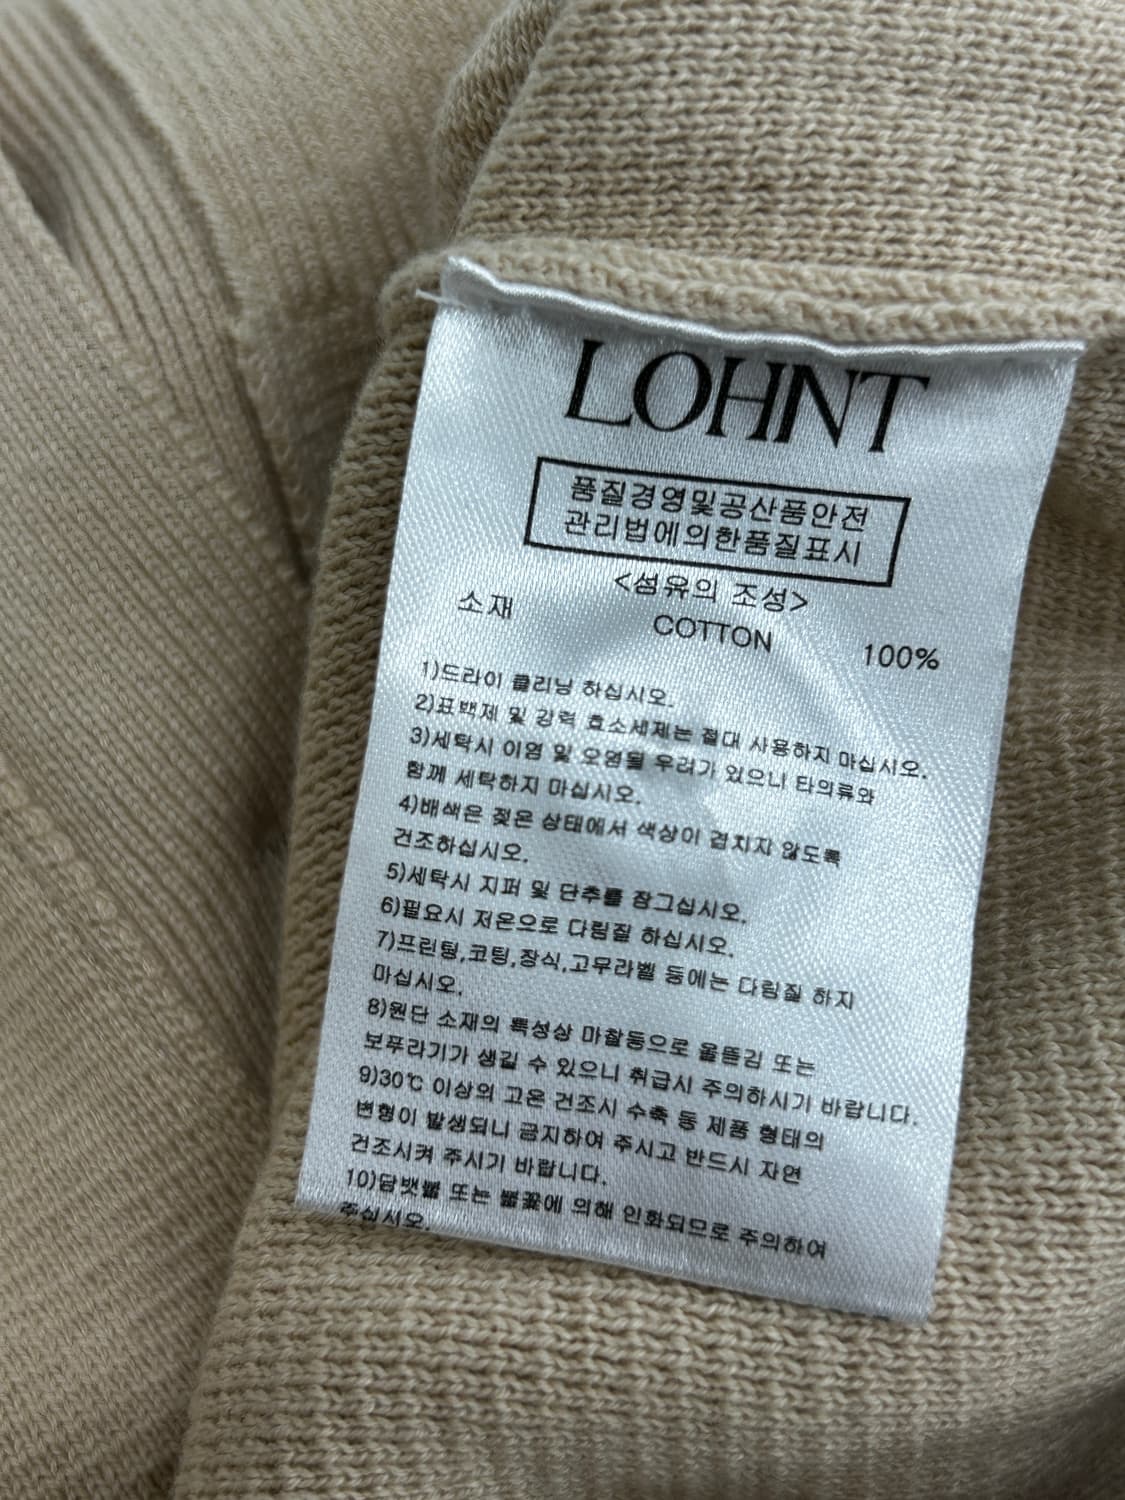 LOHNT
품질경영및공산품안전
관리법에의한품질표시
<섬유의 조성>
소재 COTTON 100%
1)드라이 클리닝 하십시오.
2)표백제 및 강력 효소세제는 절대 사용하지 마십시오.
3)세탁시 이염 및 오염될 우려가 있으니 타의류와
함께 세탁하지 마십시오.
4)배색은 젖은 상태에서 색상이 겹치지 않도록
건조하십시오.
5)세탁시 지퍼 및 단추를 잠그십시오.
6)필요시 저온으로 다림질 하십시오.
7)프린팅,코팅,장식,고무라벨 등에는 다림질 하지
마십시오.
8)원단 소재의 특성상 마찰등으로 올뜯김 또는
보푸라기가 생길 수 있으니 취급시 주의하시기 바랍니다.
9)30℃ 이상의 고온 건조시 수축 등 제품 형태의
변형이 발생되니 금지하여 주시고 반드시 자연
건조시켜 주시기 바랍니다.
10)담뱃불 또는 불꽃에 의해 인화되므로 주의하여
주십시오.